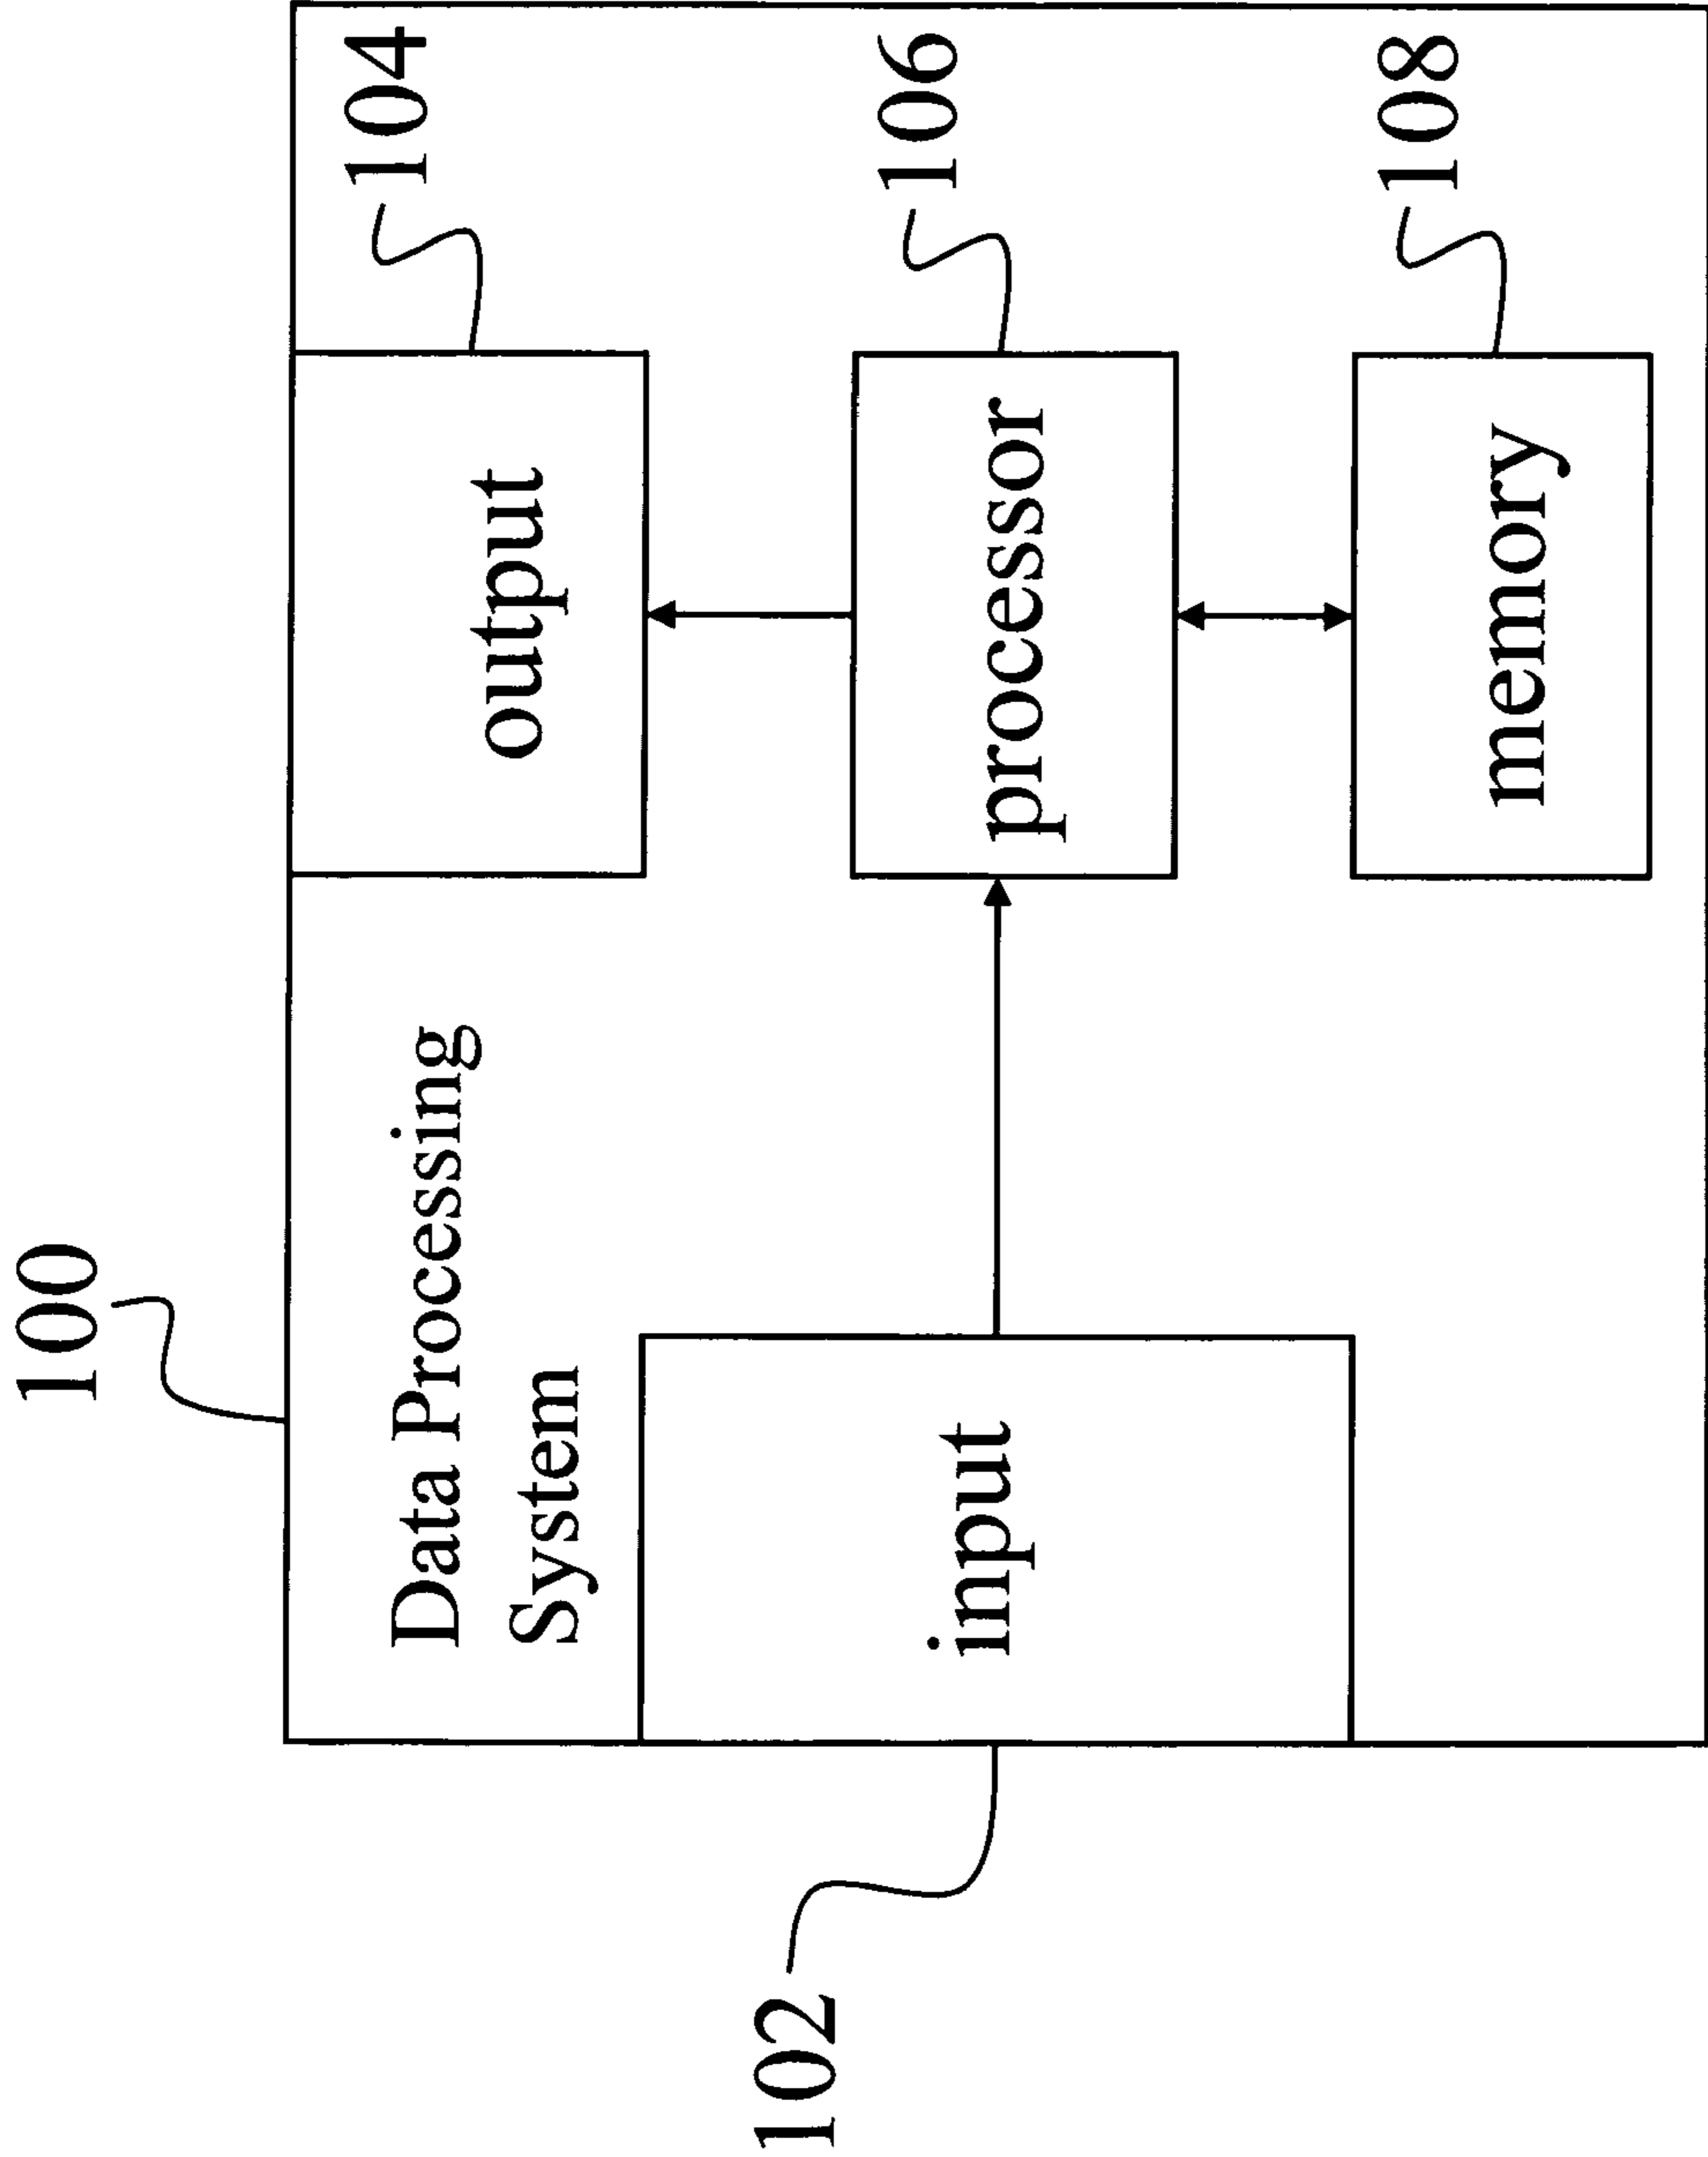 100
Data Processing
System
102
input
output
104
processor
106
memory
108